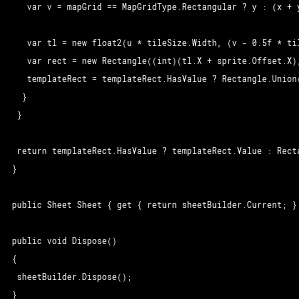 var v = mapGrid == MapGridType.Rectangular ? y : (x + y
var tl = new float2(u * tileSize.Width, (v - 0.5f * til
var rect = new Rectangle((int)(tl.X + sprite.Offset.X),
templateRect = templateRect.HasValue ? Rectangle.Union(
}
}
return templateRect.HasValue ? templateRect.Value : Recta
}
public Sheet Sheet { get { return sheetBuilder.Current; }
public void Dispose()
{
sheetBuilder.Dispose();
}